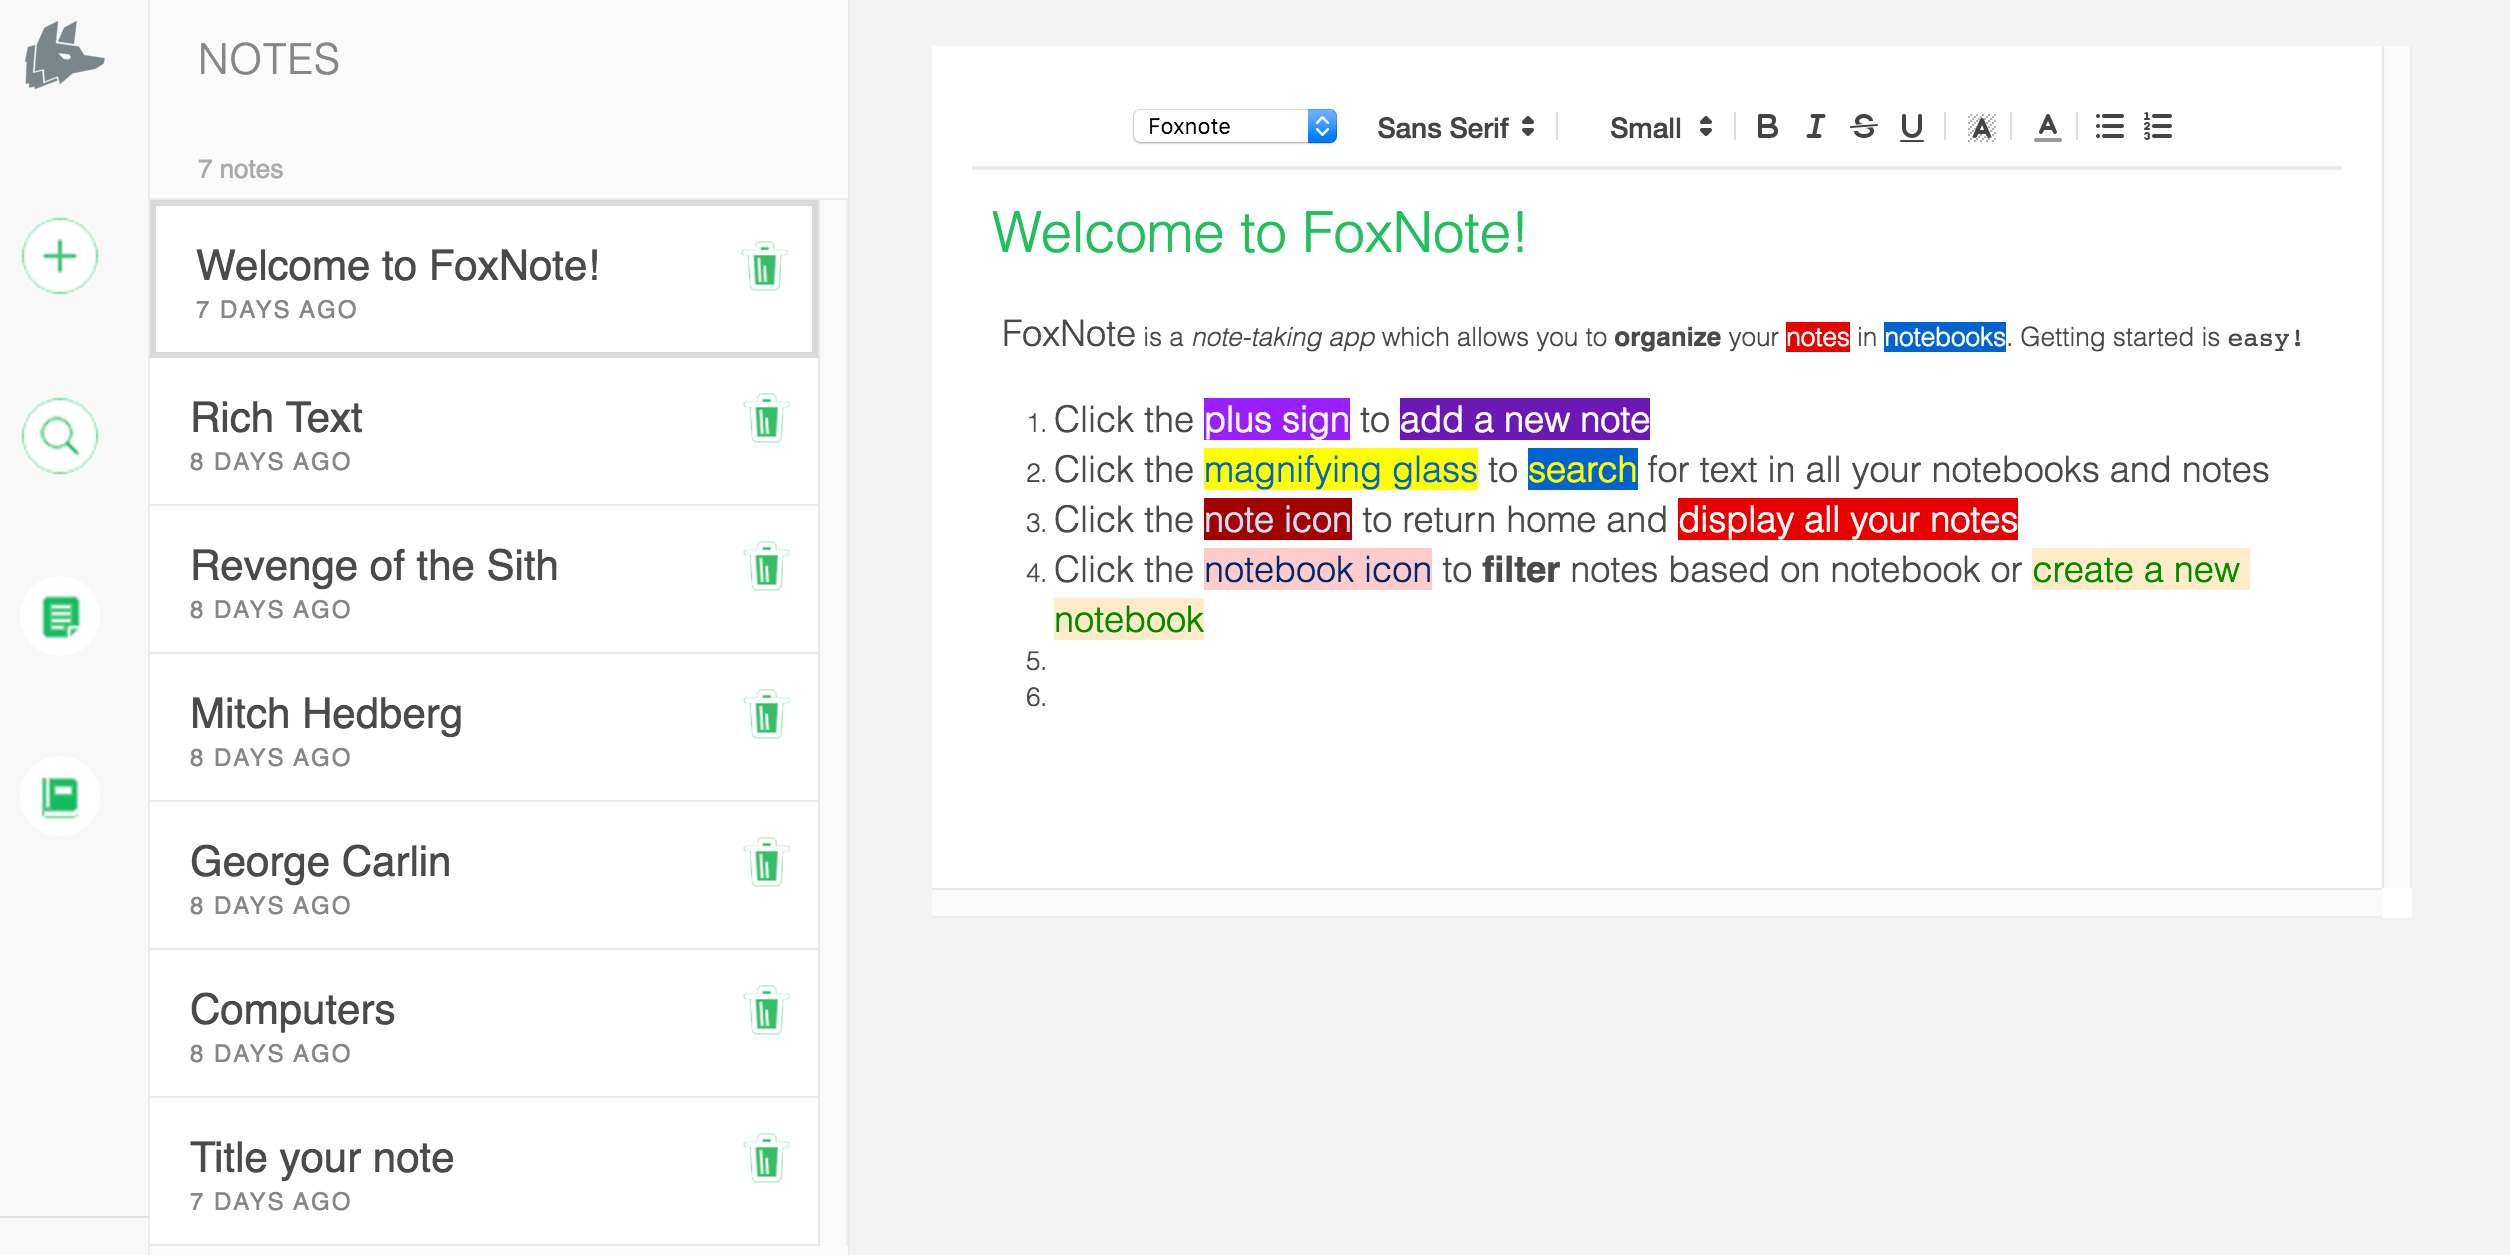 NOTES
7 notes
Welcome to FoxNote!
7 DAYS AGO
Rich Text
8 DAYS AGO
Revenge of the Sith
8 DAYS AGO
Mitch Hedberg
8 DAYS AGO
George Carlin
8 DAYS AGO
Computers
8 DAYS AGO
Title your note
7 DAYS AGO
Foxnote Sans Serif Small B I S U A A
Welcome to FoxNote!
FoxNote is a note-taking app which allows you to organize your notes in notebooks. Getting started is easy!
1. Click the plus sign to add a new note
2. Click the magnifying glass to search for text in all your notebooks and notes
3. Click the note icon to return home and display all your notes
4. Click the notebook icon to filter notes based on notebook or create a new
notebook
5.
6.